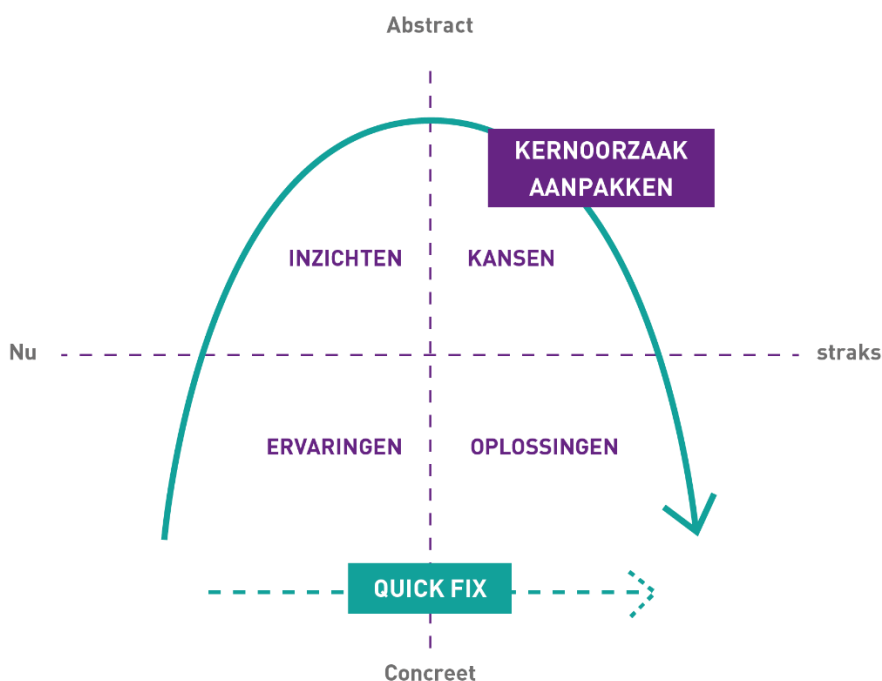 Abstract
KERNOORZAAK
AANPAKKEN
INZICHTEN
KANSEN
Nu
straks
ERVARINGEN
OPLOSSINGEN
QUICK FIX
Concreet